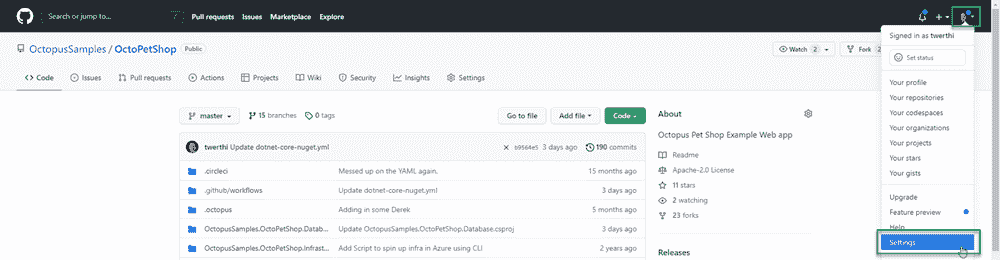 Search or jump to... Pull requests Issues Marketplace Explore
Signed in as twerthi
OctopusSamples / OctoPetShop Public Watch 2 Fork
Set status
Code Issues Pull requests Actions Projects Wiki Security Insights Settings
Your profile
Your repositories
Your codespaces
Your organizations
Your projects
Your stars
Your gists
Upgrade
Feature preview
Help
Settings
master 15 branches 0 tags Go to file Add file Code
twerthi Update dotnet-core-nuget.yml b9564e5 3 days ago 190 commits
.circleci Messed up on the YAML again. 15 months ago
.github/workflows Update dotnet-core-nuget.yml 3 days ago
.octopus Adding in some Derek 5 months ago
OctopusSamples.OctoPetShop.Datab... Update OctopusSamples.OctoPetShop.Database.csproj 3 days ago
OctopusSamples.OctoPetShop.Infrast... Add Script to spin up infra in Azure using CLI 2 years ago
About
Octopus Pet Shop Example Web app
Readme
Apache-2.0 License
11 stars
2 watching
23 forks
Releases